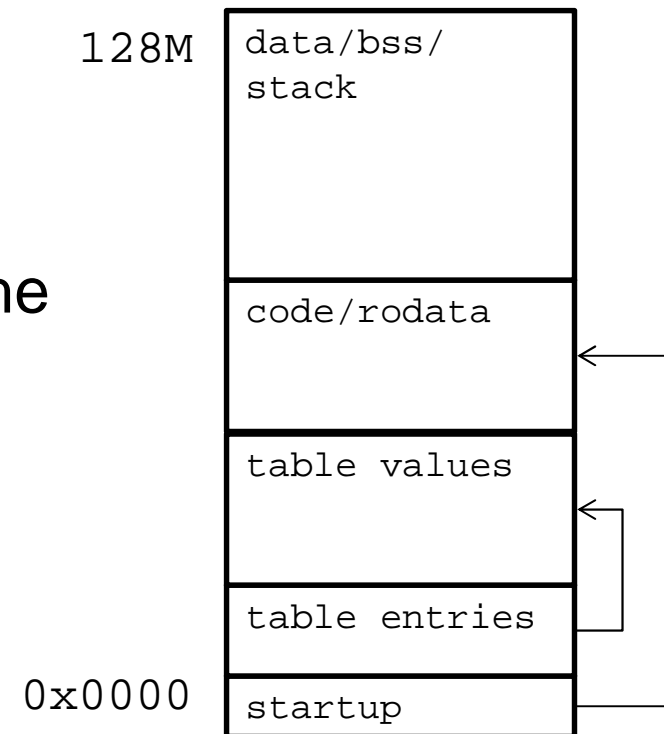 128M
data/bss/
stack
code/rodata
table values
table entries
0x0000
startup